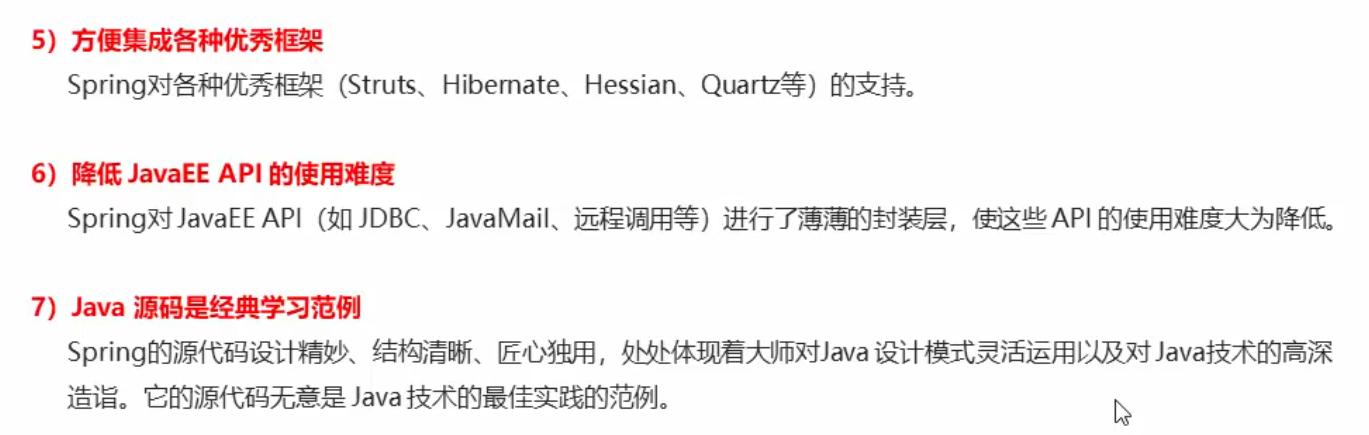 5）方便集成各种优秀框架
Spring对各种优秀框架（Struts、Hibernate、Hessian、Quartz等）的支持。
6）降低 JavaEE API 的使用难度
Spring对 JavaEE API（如 JDBC、JavaMail、远程调用等）进行了薄薄的封装层，使这些 API 的使用难度大为降低。
7）Java 源码是经典学习范例
Spring的源代码设计精妙、结构清晰、匠心独用，处处体现着大师对Java 设计模式灵活运用以及对 Java技术的高深
造诣。它的源代码无意是 Java 技术的最佳实践的范例。